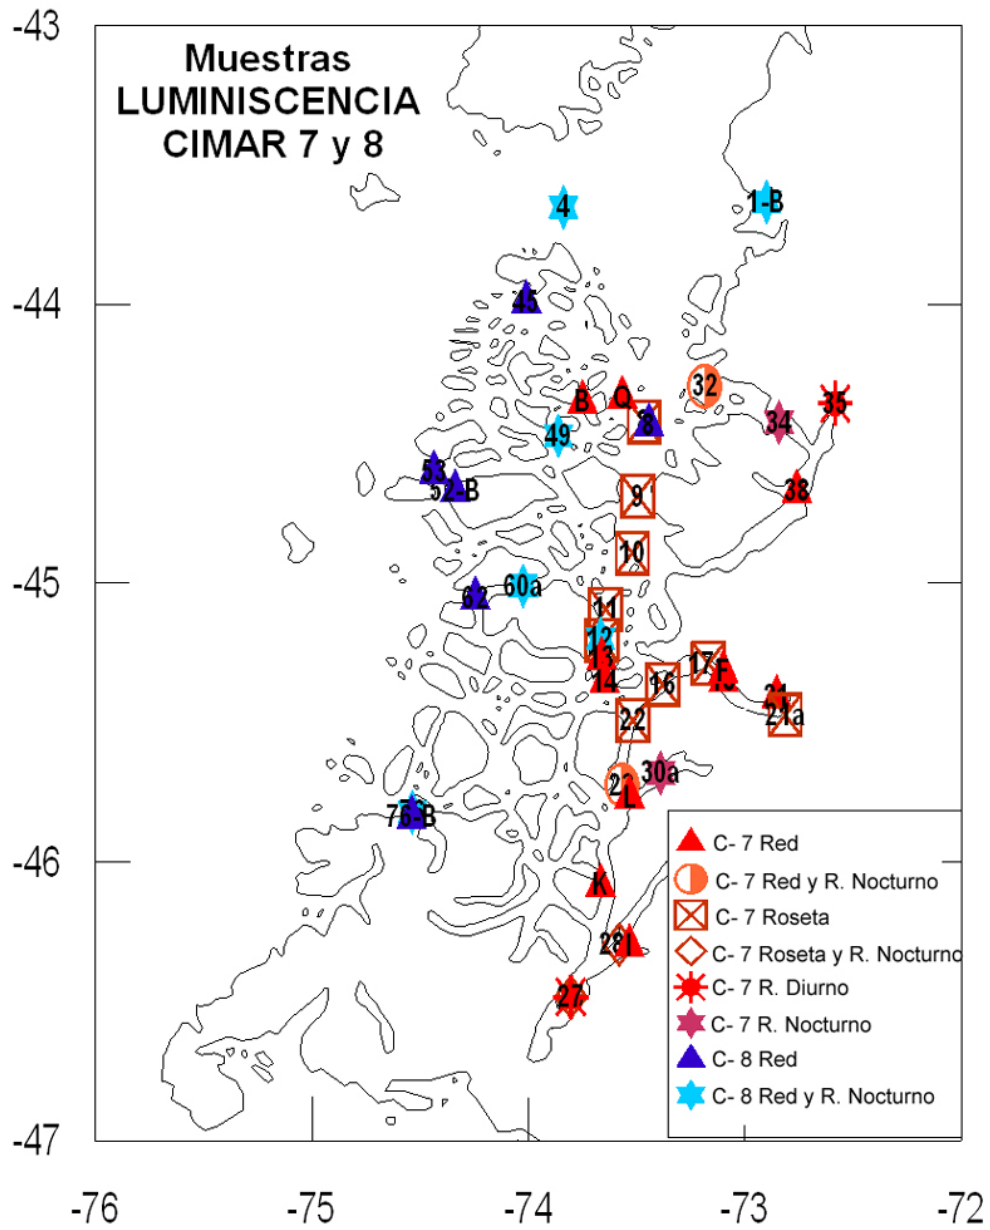 -43
Muestras
LUMINISCENCIA
CIMAR 7 y 8
4
1-B
-44
45
32
B
Q
35
8
34
49
53
52-B
9
38
10
-45
60a
62
11
12
13
14
17
F
16
21a
22
30a
L
76-B
C- 7 Red
-46
K
C- 7 Red y R. Nocturno
C- 7 Roseta
28
I
C- 7 Roseta y R. Nocturno
27
C- 7 R. Diurno
C- 7 R. Nocturno
C- 8 Red
C- 8 Red y R. Nocturno
-47
-76
-75
-74
-73
-72